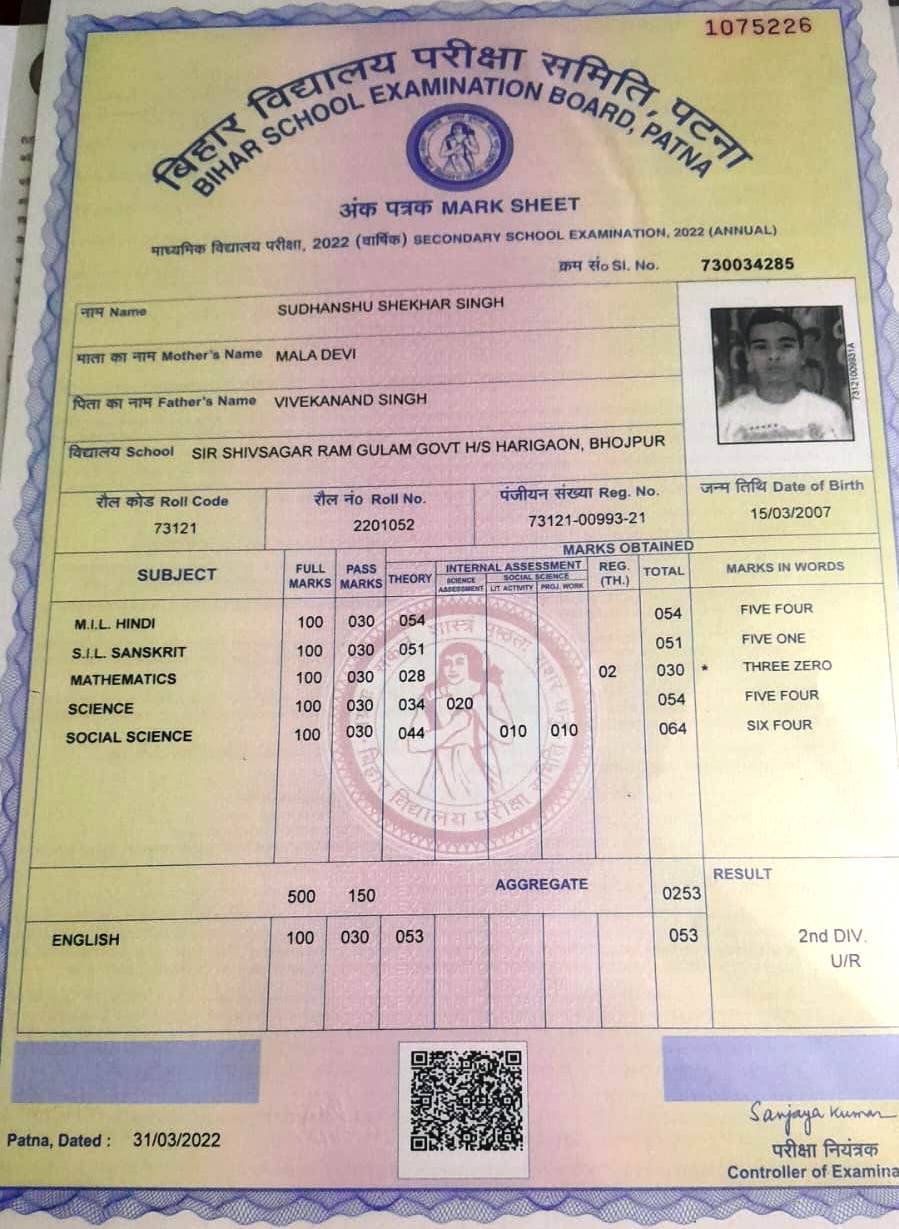 1075226
बिहार विद्यालय परीक्षा समिति, पटना
BIHAR SCHOOL EXAMINATION BOARD, PATNA
अंक पत्रक MARK SHEET
माध्यमिक विद्यालय परीक्षा, 2022 (वार्षिक) SECONDARY SCHOOL EXAMINATION, 2022 (ANNUAL)
क्रम सं० Sl. No. 730034285
नाम Name SUDHANSHU SHEKHAR SINGH
माता का नाम Mother's Name MALA DEVI
पिता का नाम Father's Name VIVEKANAND SINGH
विद्यालय School SIR SHIVSAGAR RAM GULAM GOVT H/S HARIGAON, BHOJPUR
73121009931A
रौल कोड Roll Code रौल नं० Roll No. पंजीयन संख्या Reg. No. जन्म तिथि Date of Birth
73121 2201052 73121-00993-21 15/03/2007
MARKS OBTAINED
SUBJECT FULL MARKS PASS MARKS THEORY INTERNAL ASSESSMENT REG. (TH.) TOTAL MARKS IN WORDS
SCIENCE ASSESSMENT SOCIAL SCIENCE
LIT. ACTIVITY PROJ. WORK
M.I.L. HINDI 100 030 054 054 FIVE FOUR
S.I.L. SANSKRIT 100 030 051 051 FIVE ONE
MATHEMATICS 100 030 028 02 030 * THREE ZERO
SCIENCE 100 030 034 020 054 FIVE FOUR
SOCIAL SCIENCE 100 030 044 010 010 064 SIX FOUR
बिहार विद्यालय परीक्षा समिति
500 150 AGGREGATE 0253 RESULT
ENGLISH 100 030 053 053 2nd DIV.
U/R
Sanjaya Kumar
Patna, Dated : 31/03/2022
परीक्षा नियंत्रक
Controller of Examina